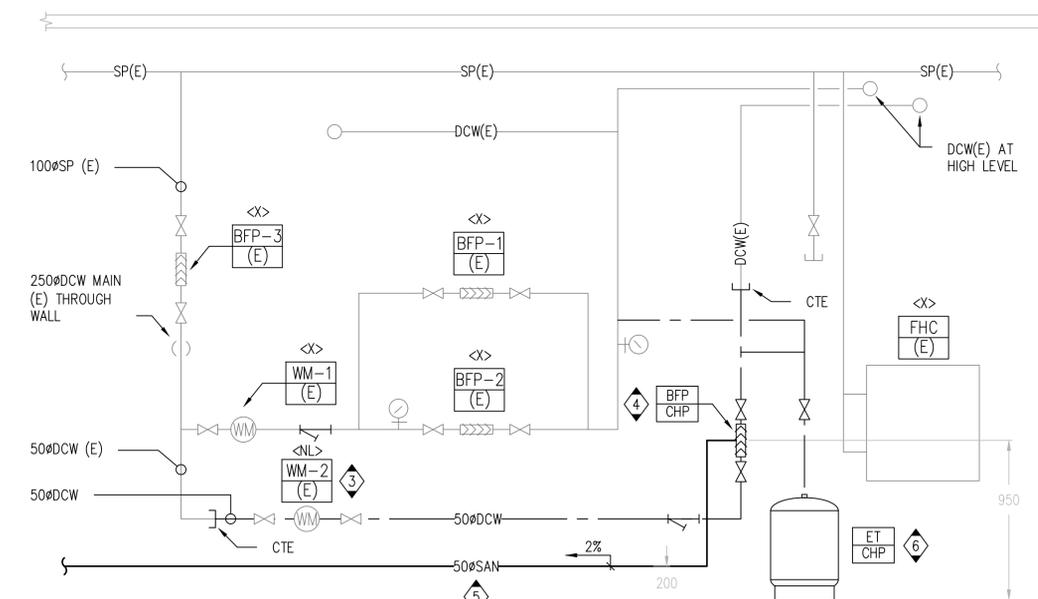 SP(E)
SP(E)
SP(E)
DCW(E)
DCW(E) AT
HIGH LEVEL
100øSP (E)
<X>
BFP-3
(E)
<X>
BFP-1
(E)
DCW(E)
250øDCW MAIN
(E) THROUGH
WALL
CTE
<X>
FHC
(E)
<X>
WM-1
(E)
<X>
BFP-2
(E)
4
BFP
CHP
WM
50øDCW (E)
<NL>
WM-2
(E)
3
50øDCW
WM
50øDCW
950
CTE
2%
ET
CHP
6
50øSAN
200
5